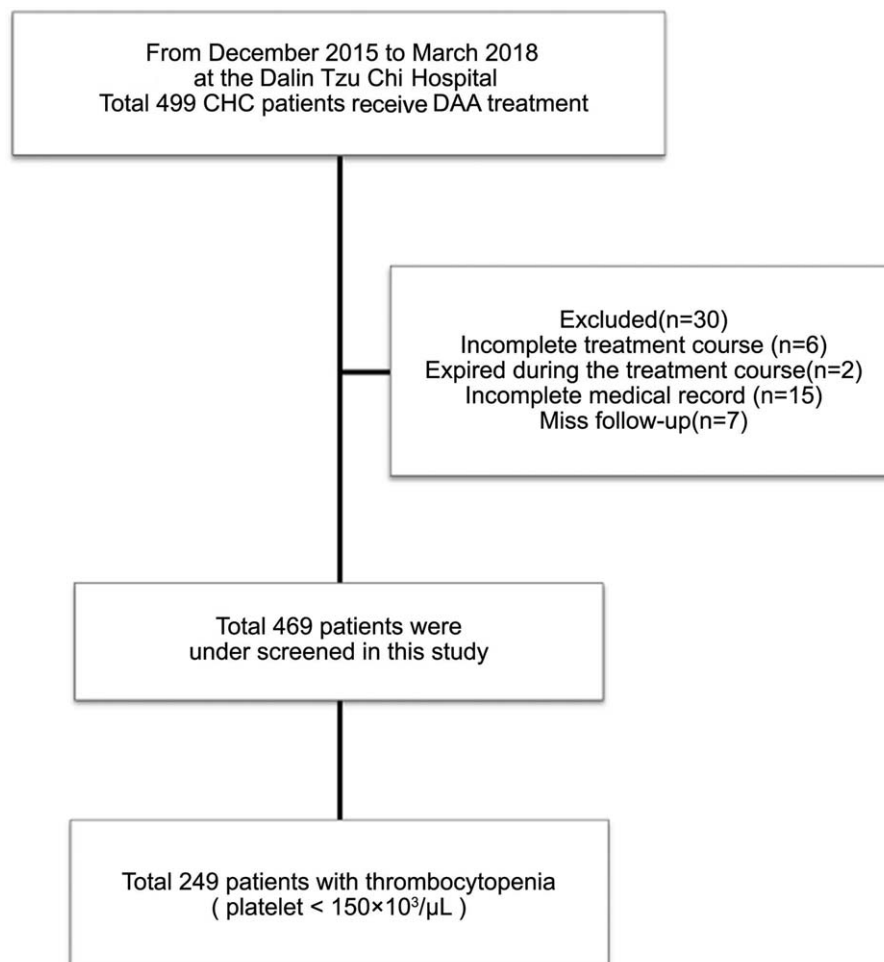 From December 2015 to March 2018
at the Dalin Tzu Chi Hospital
Total 499 CHC patients receive DAA treatment
Excluded(n=30)
Incomplete treatment course (n=6)
Expired during the treatment course(n=2)
Incomplete medical record (n=15)
Miss follow-up(n=7)
Total 469 patients were
under screened in this study
Total 249 patients with thrombocytopenia
( platelet < 150×10³/µL )